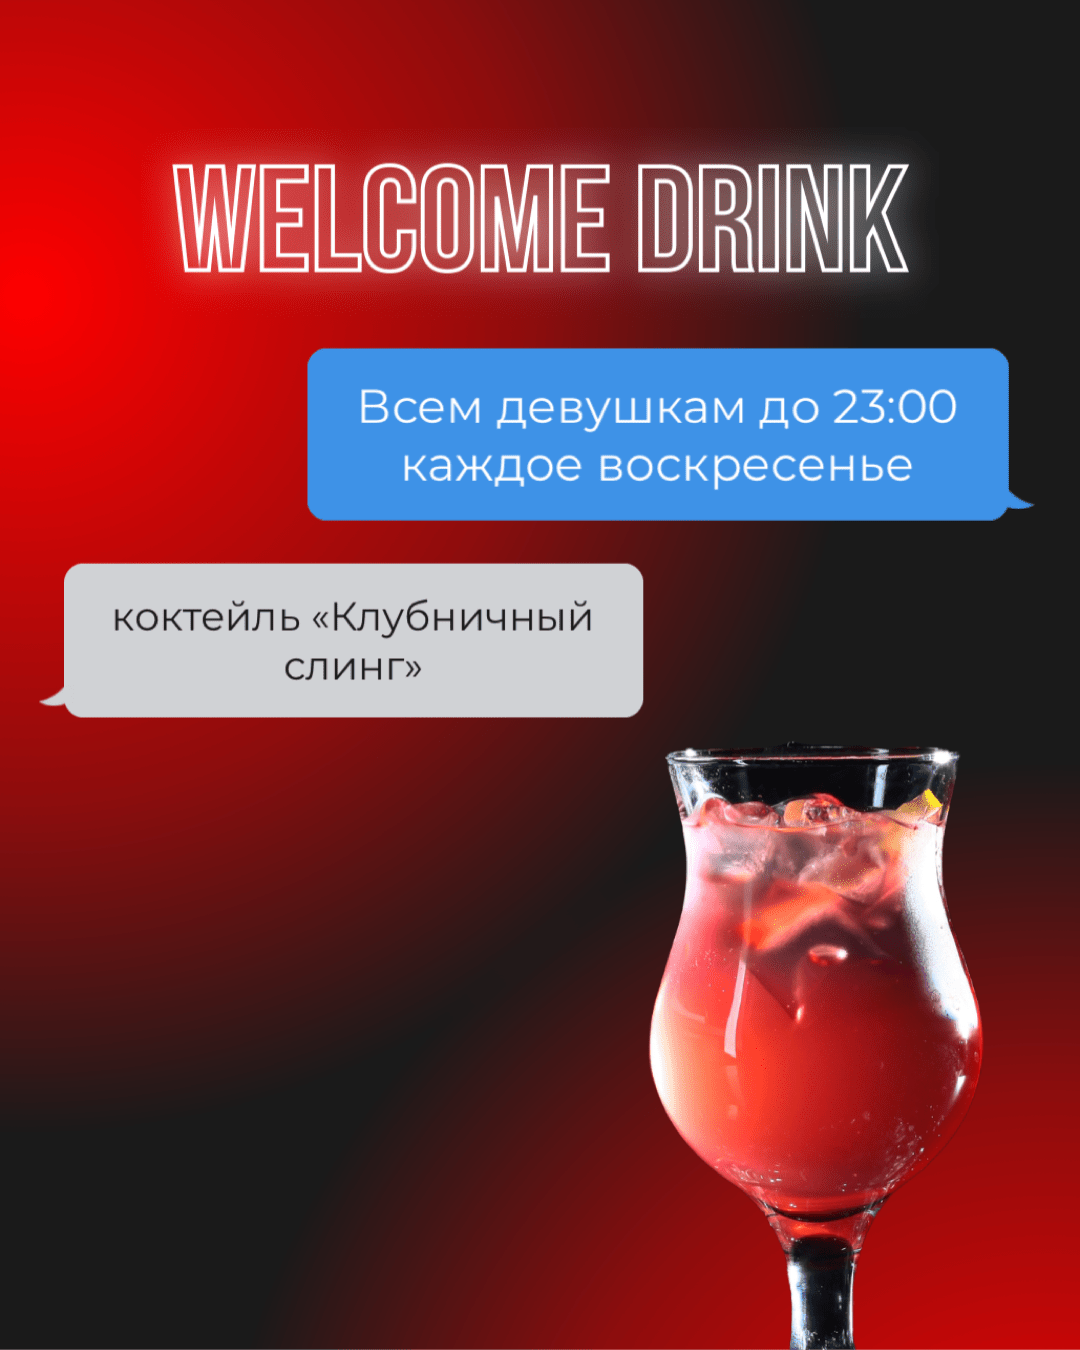 WELCOME DRINK
Всем девушкам до 23:00
каждое воскресенье
коктейль «Клубничный
слинг»